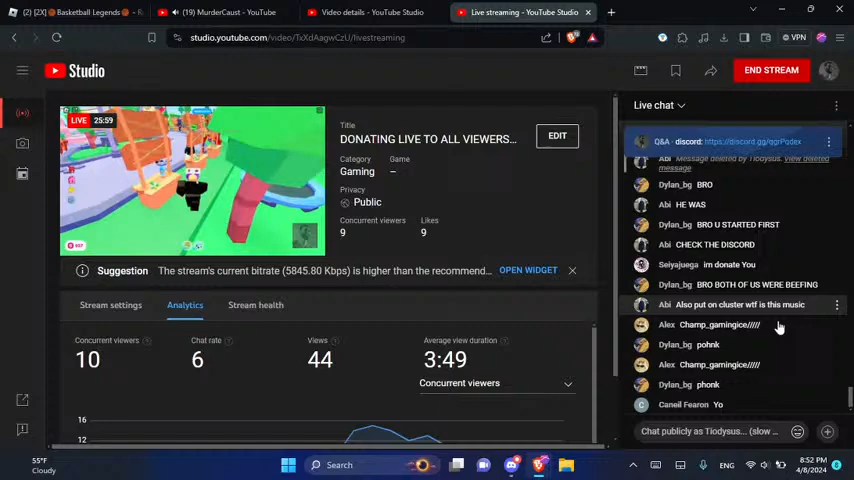 (2) [2X]🏀Basketball Legends🏀 - R
(19) MurderCaust - YouTube
Video details - YouTube Studio
Live streaming - YouTube Studio
studio.youtube.com/video/TxXdAagwCzU/livestreaming
VPN
Studio
END STREAM
LIVE 25:59
Title
DONATING LIVE TO ALL VIEWERS...
EDIT
Category Game
Gaming –
Privacy
Public
Concurrent viewers Likes
9 9
Suggestion The stream's current bitrate (5845.80 Kbps) is higher than the recommend... OPEN WIDGET
Stream settings Analytics Stream health
Concurrent viewers Chat rate Views Average view duration
10 6 44 3:49
Concurrent viewers
16
12
Live chat
Q&A · discord: https://discord.gg/qgrPqdex
Abi Message deleted by Tiodysus. View deleted
message
Dylan_bg BRO
Abi HE WAS
Dylan_bg BRO U STARTED FIRST
Abi CHECK THE DISCORD
Seiyajuega im donate You
Dylan_bg BRO BOTH OF US WERE BEEFING
Abi Also put on cluster wtf is this music
Alex Champ_gamingice/////
Dylan_bg pohnk
Alex Champ_gamingice/////
Dylan_bg phonk
C Caneil Fearon Yo
Chat publicly as Tiodysus... (slow ...
55°F
Cloudy
Search
ENG
8:52 PM
4/8/2024